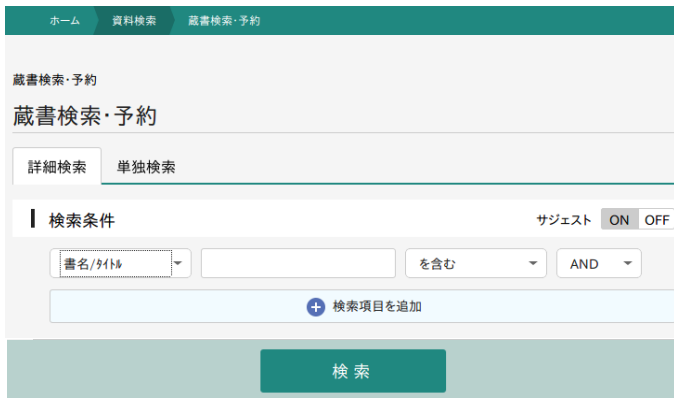 ホーム 資料検索 蔵書検索・予約
蔵書検索・予約
蔵書検索・予約
詳細検索 単独検索
検索条件 サジェスト ON OFF
書名/ﾀｲﾄﾙ を含む AND
検索項目を追加
検索